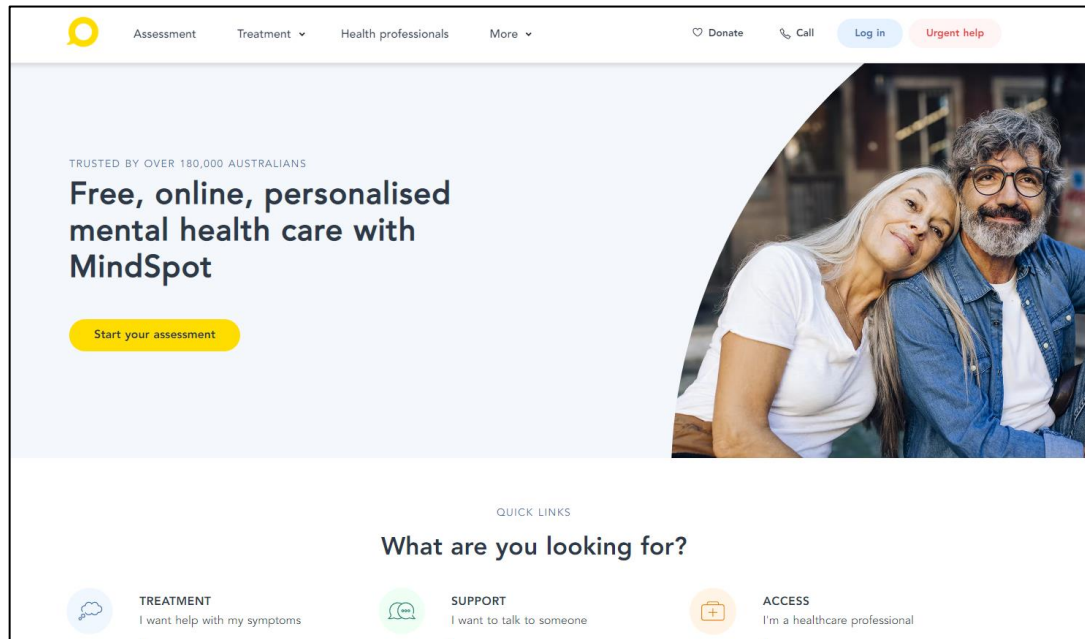 Assessment Treatment Health professionals More Donate Call Log in Urgent help
TRUSTED BY OVER 180,000 AUSTRALIANS
Free, online, personalised
mental health care with
MindSpot
Start your assessment
QUICK LINKS
What are you looking for?
TREATMENT
I want help with my symptoms
SUPPORT
I want to talk to someone
ACCESS
I'm a healthcare professional